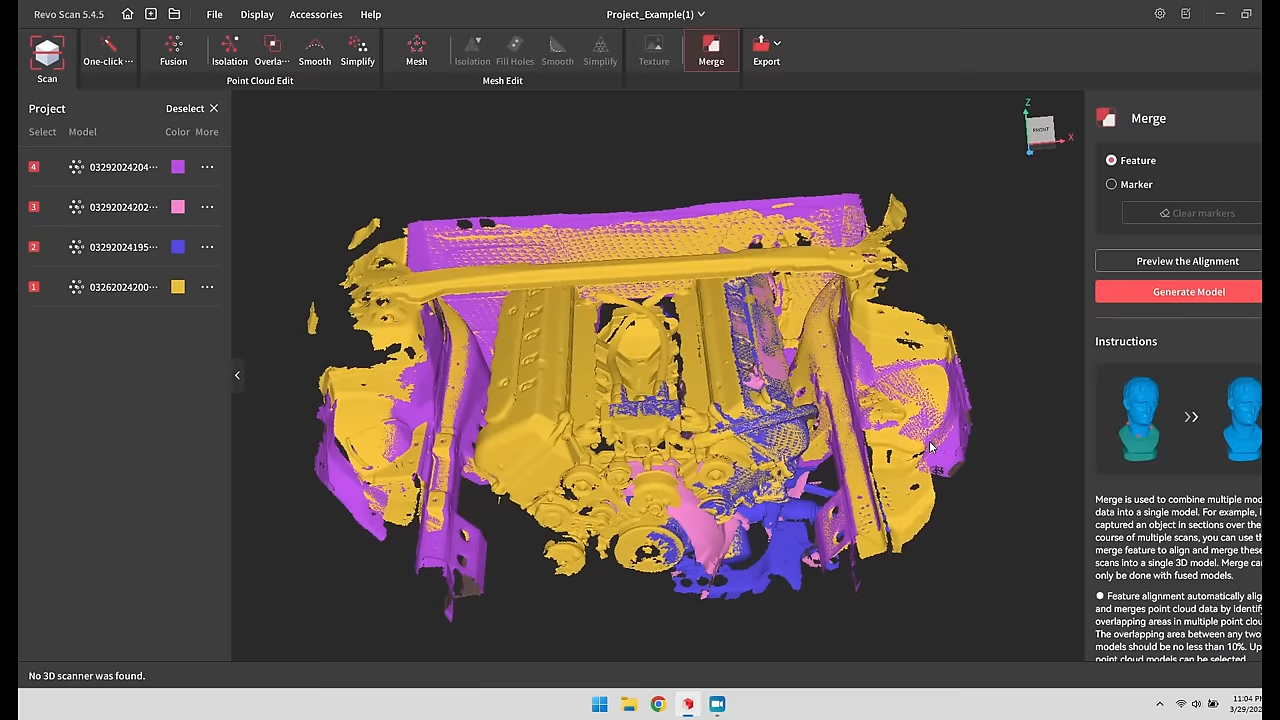 Revo Scan 5.4.5
File Display Accessories Help
Project_Example(1)
Scan
One-click ···
Fusion
Isolation
Overla···
Smooth
Simplify
Point Cloud Edit
Mesh
Isolation
Fill Holes
Smooth
Simplify
Mesh Edit
Texture
Merge
Export
Project
Deselect
Select Model Color More
4 03292024204···
3 03292024202···
2 03292024195···
1 03262024200···
Z
FRONT
X
Merge
Feature
Marker
Clear markers
Preview the Alignment
Generate Model
Instructions
Merge is used to combine multiple mod
data into a single model. For example, i
captured an object in sections over the
course of multiple scans, you can use t
merge feature to align and merge these
scans into a single 3D model. Merge ca
only be done with fused models.
● Feature alignment automatically alig
and merges point cloud data by identif
overlapping areas in multiple point clou
The overlapping area between any two
models should be no less than 10%. Up
point cloud models can be selected
No 3D scanner was found.
11:04 PM
3/29/202